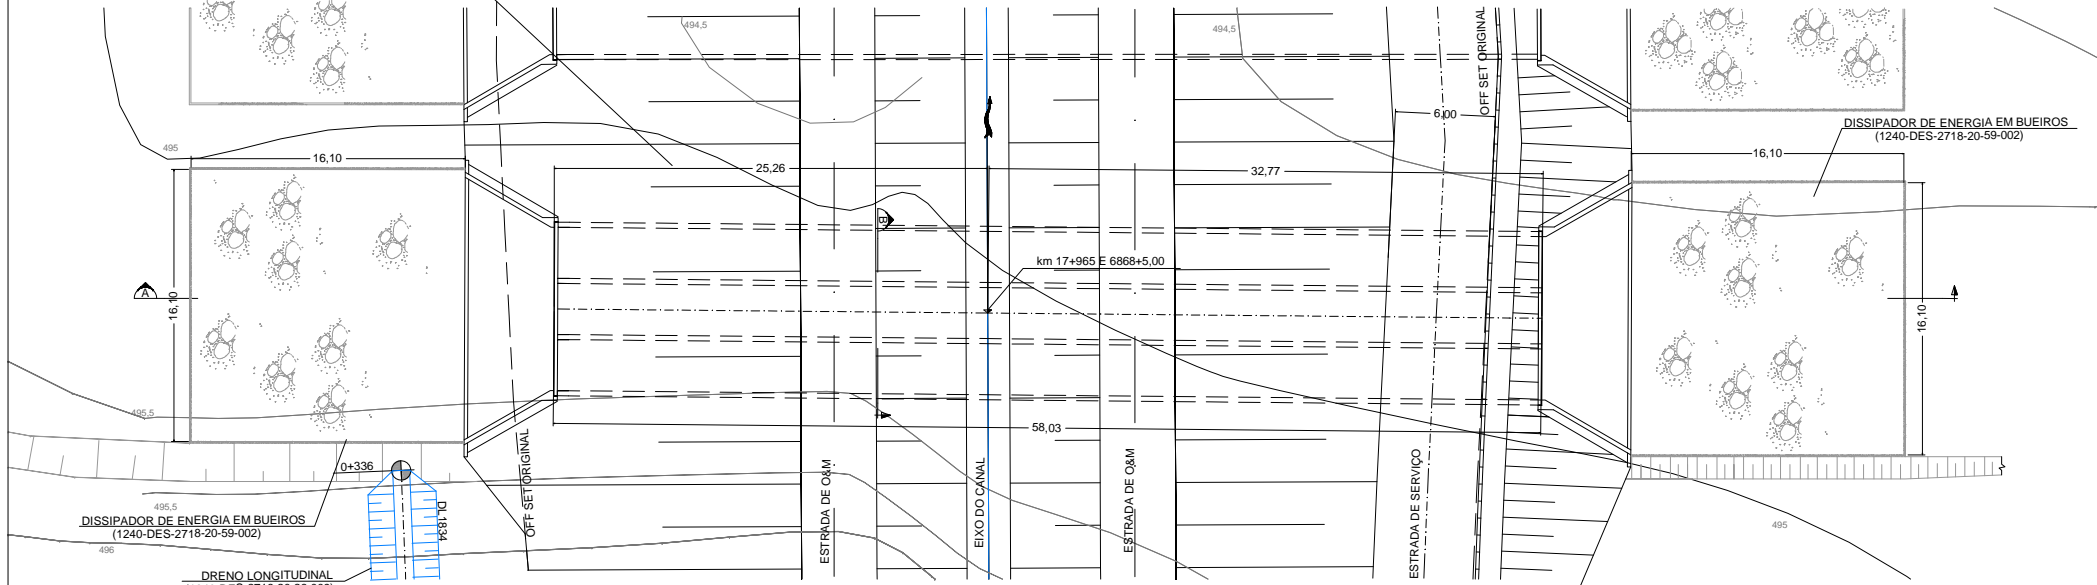 494,5
494,5
OFF SET ORIGINAL
6,00
DISSIPADOR DE ENERGIA EM BUEIROS
(1240-DES-2718-20-59-002)
495
16,10
25,26
32,77
16,10
B
km 17+965 E 6868+5,00
A
16,10
16,10
495,5
58,03
0+336
OFF SET ORIGINAL
ESTRADA DE O&M
EIXO DO CANAL
ESTRADA DE O&M
ESTRADA DE SERVIÇO
DL 1834
495,5
DISSIPADOR DE ENERGIA EM BUEIROS
(1240-DES-2718-20-59-002)
495
496
DRENO LONGITUDINAL